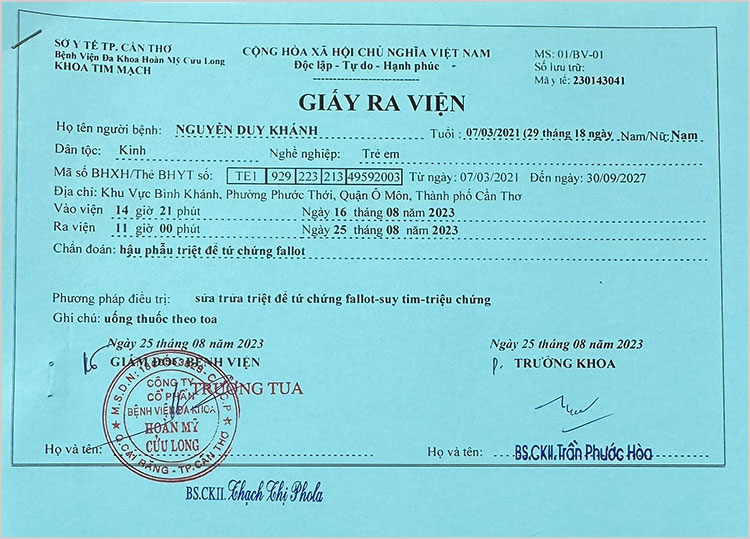 SỞ Y TẾ TP. CẦN THƠ
Bệnh Viện Đa Khoa Hoàn Mỹ Cửu Long
KHOA TIM MẠCH
CỘNG HÒA XÃ HỘI CHỦ NGHĨA VIỆT NAM
Độc lập - Tự do - Hạnh phúc
MS: 01/BV-01
Số lưu trữ:
Mã y tế: 230143041
GIẤY RA VIỆN
Họ tên người bệnh: NGUYỄN DUY KHÁNH Tuổi : 07/03/2021 (29 tháng 18 ngày Nam/Nữ: Nam
Dân tộc: Kinh Nghề nghiệp: Trẻ em
Mã số BHXH/Thẻ BHYT số: TE1 929 223 213 49592003 Từ ngày: 07/03/2021 Đến ngày: 30/09/2027
Địa chỉ: Khu Vực Bình Khánh, Phường Phước Thới, Quận Ô Môn, Thành phố Cần Thơ
Vào viện 14 giờ 21 phút Ngày 16 tháng 08 năm 2023
Ra viện 11 giờ 00 phút Ngày 25 tháng 08 năm 2023
Chẩn đoán: hậu phẫu triệt để tứ chứng fallot
Phương pháp điều trị: sửa trửa triệt để tứ chứng fallot-suy tim-triệu chứng
Ghi chú: uống thuốc theo toa
Ngày 25 tháng 08 năm 2023
GIÁM ĐỐC BỆNH VIỆN
Ngày 25 tháng 08 năm 2023
P. TRƯỞNG KHOA
TRƯƠNG TUA
CÔNG TY
CỔ PHẦN
BỆNH VIỆN ĐA KHOA
HOÀN MỸ
CỬU LONG
Q.CÁI RĂNG - TP.CẦN THƠ
Họ và tên:
Họ và tên: BS.CKII. Trần Phước Hòa
BS.CKII. Thạch Thị Phola